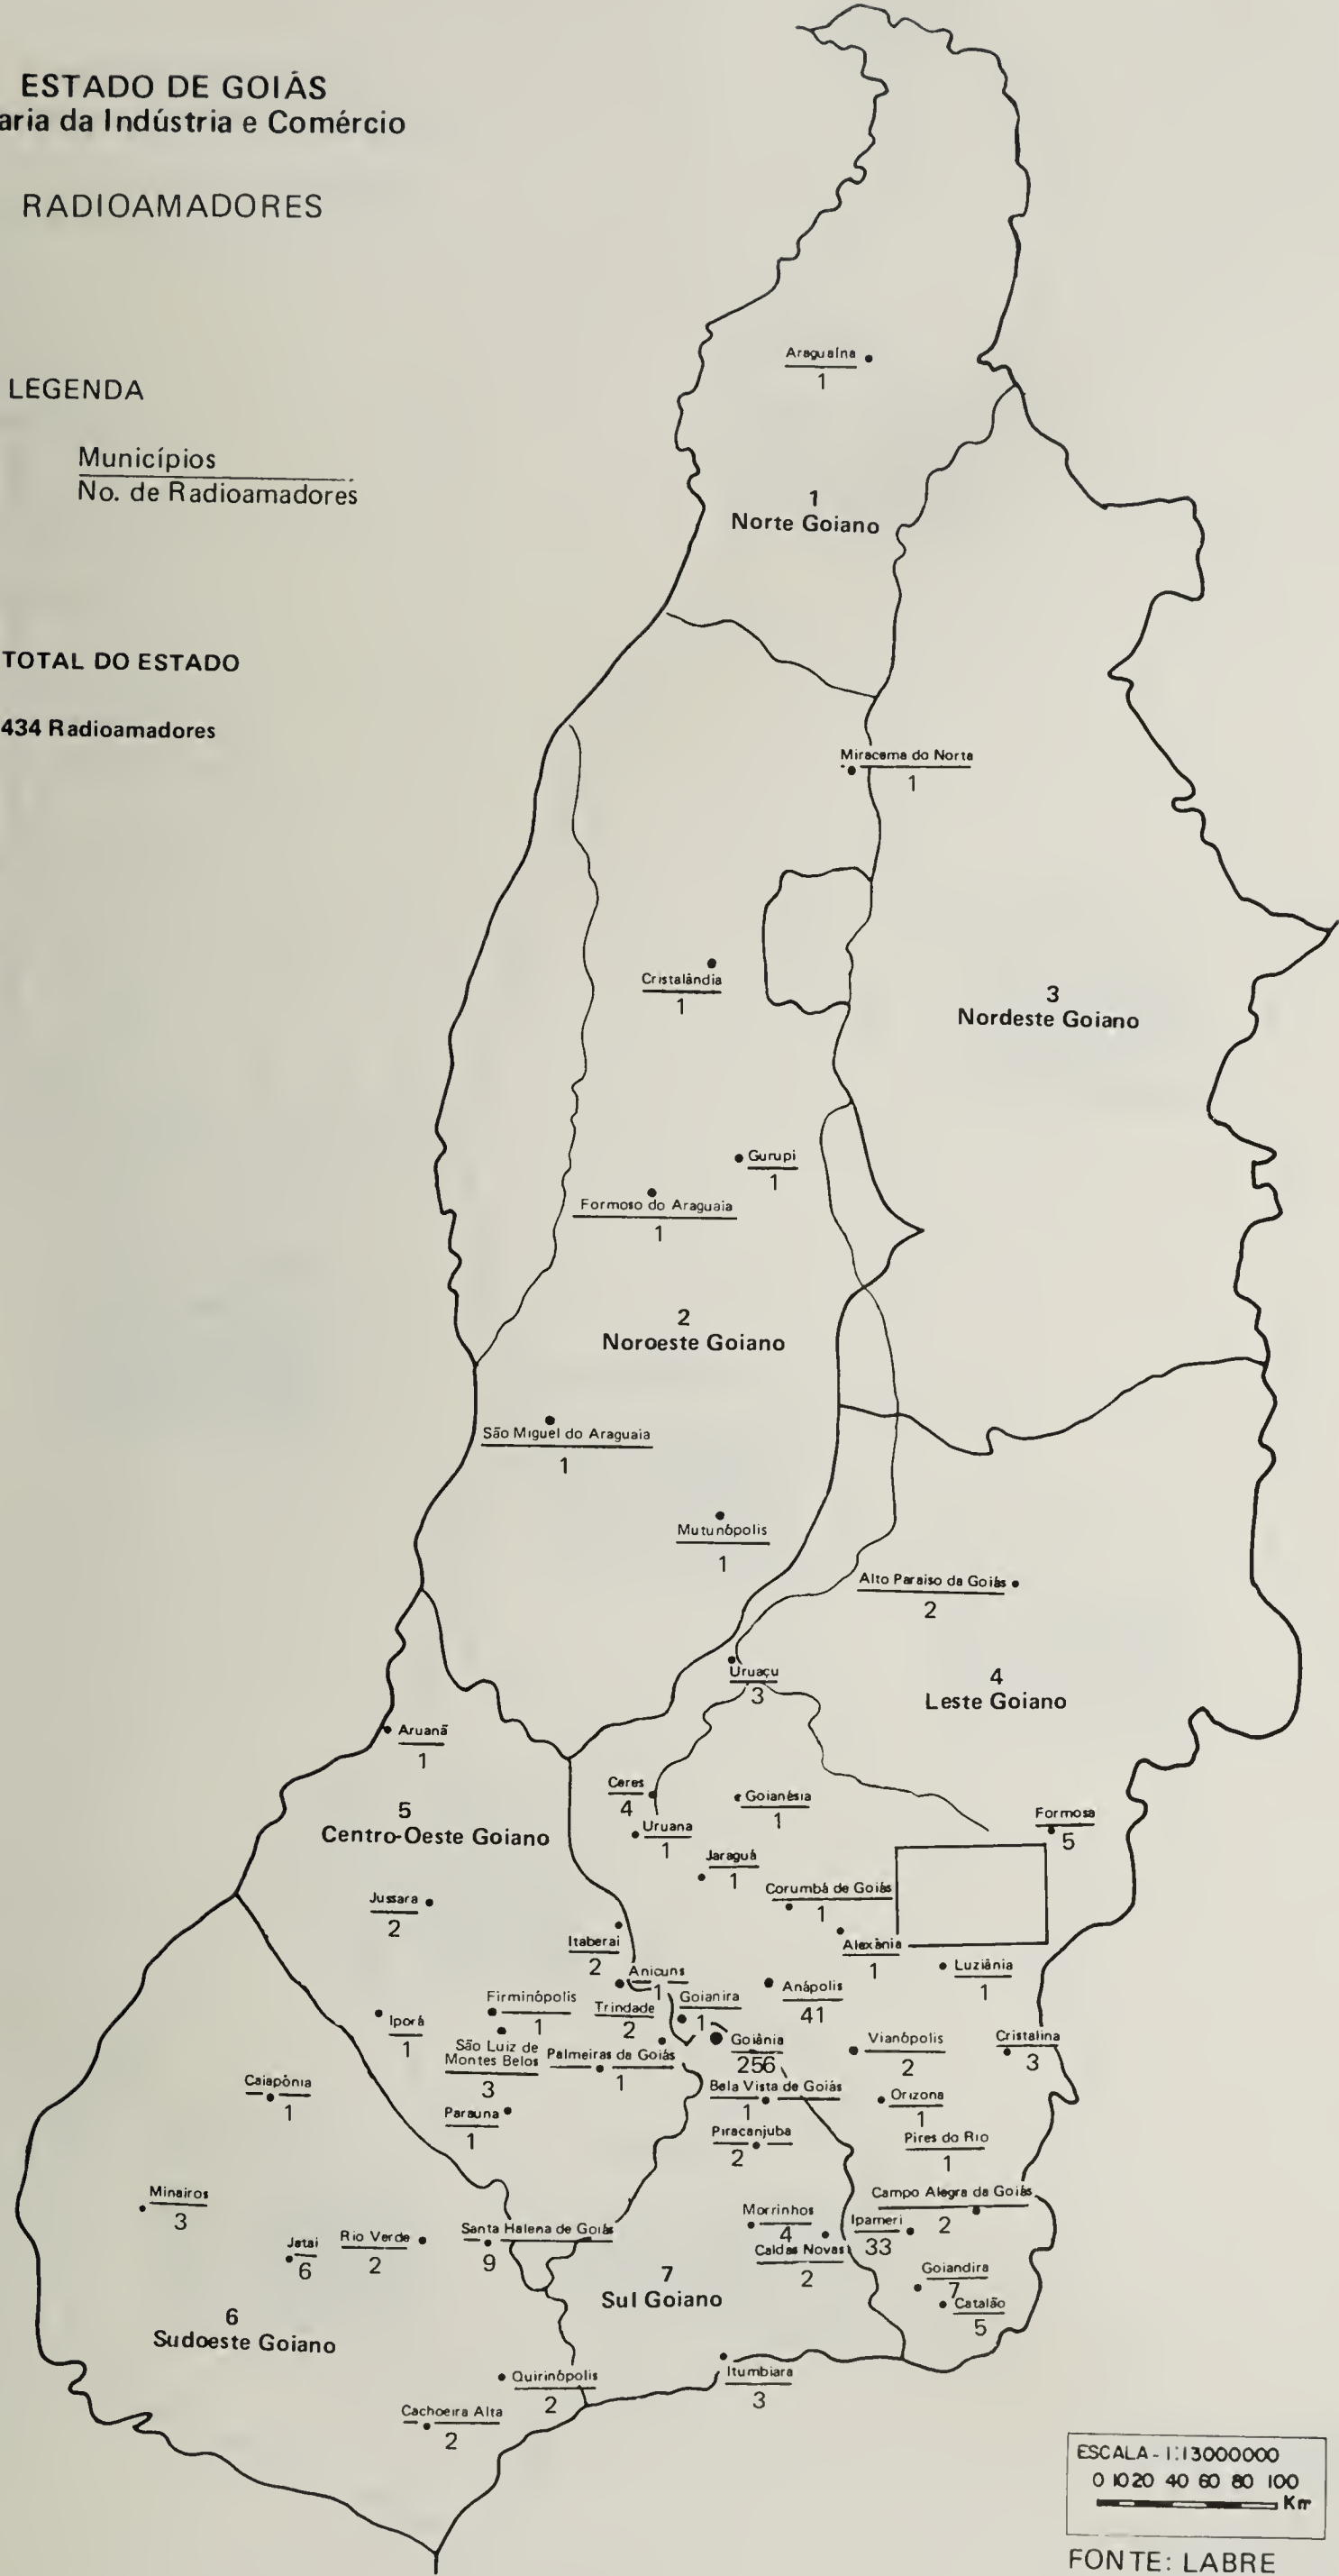 ESTADO DE GOIÁS
aria da Indústria e Comércio
RADIOAMADORES
LEGENDA
Municípios
No. de Radioamadores
TOTAL DO ESTADO
434 Radioamadores
Araguaína
1
1
Norte Goiano
Miracema do Norte
1
Cristalândia
1
3
Nordeste Goiano
Gurupi
1
Formoso do Araguaia
1
2
Noroeste Goiano
São Miguel do Araguaia
1
Mutunópolis
1
Alto Paraiso da Goiás
2
Uruaçu
3
4
Leste Goiano
Aruanã
1
Ceres
4
Goianésia
1
5
Centro-Oeste Goiano
Uruana
1
Formosa
5
Jaraguá
1
Corumbá de Goiás
1
Jussara
2
Itaberai
2
Alexânia
1
Luziânia
1
Anicuns
1
Anápolis
41
Firminópolis
1
Trindade
2
Goianira
1
Iporá
1
Goiânia
256
Vianópolis
2
Cristalina
3
São Luiz de
Montes Belos
3
Palmeiras da Goiás
1
Caiapônia
1
Bela Vista de Goiás
1
Orizona
1
Parauna
1
Piracanjuba
2
Pires do Rio
1
Minairos
3
Campo Alegra da Goiás
2
Morrinhos
4
Ipameri
33
Jatai
6
Rio Verde
2
Santa Halena de Goiás
9
Caldas Novas
2
7
Sul Goiano
Goiandira
7
Catalão
5
6
Sudoeste Goiano
Quirinópolis
2
Itumbiara
3
Cachoeira Alta
2
ESCALA - 1:13000000
0 10 20 40 60 80 100
Km
FONTE: LABRE